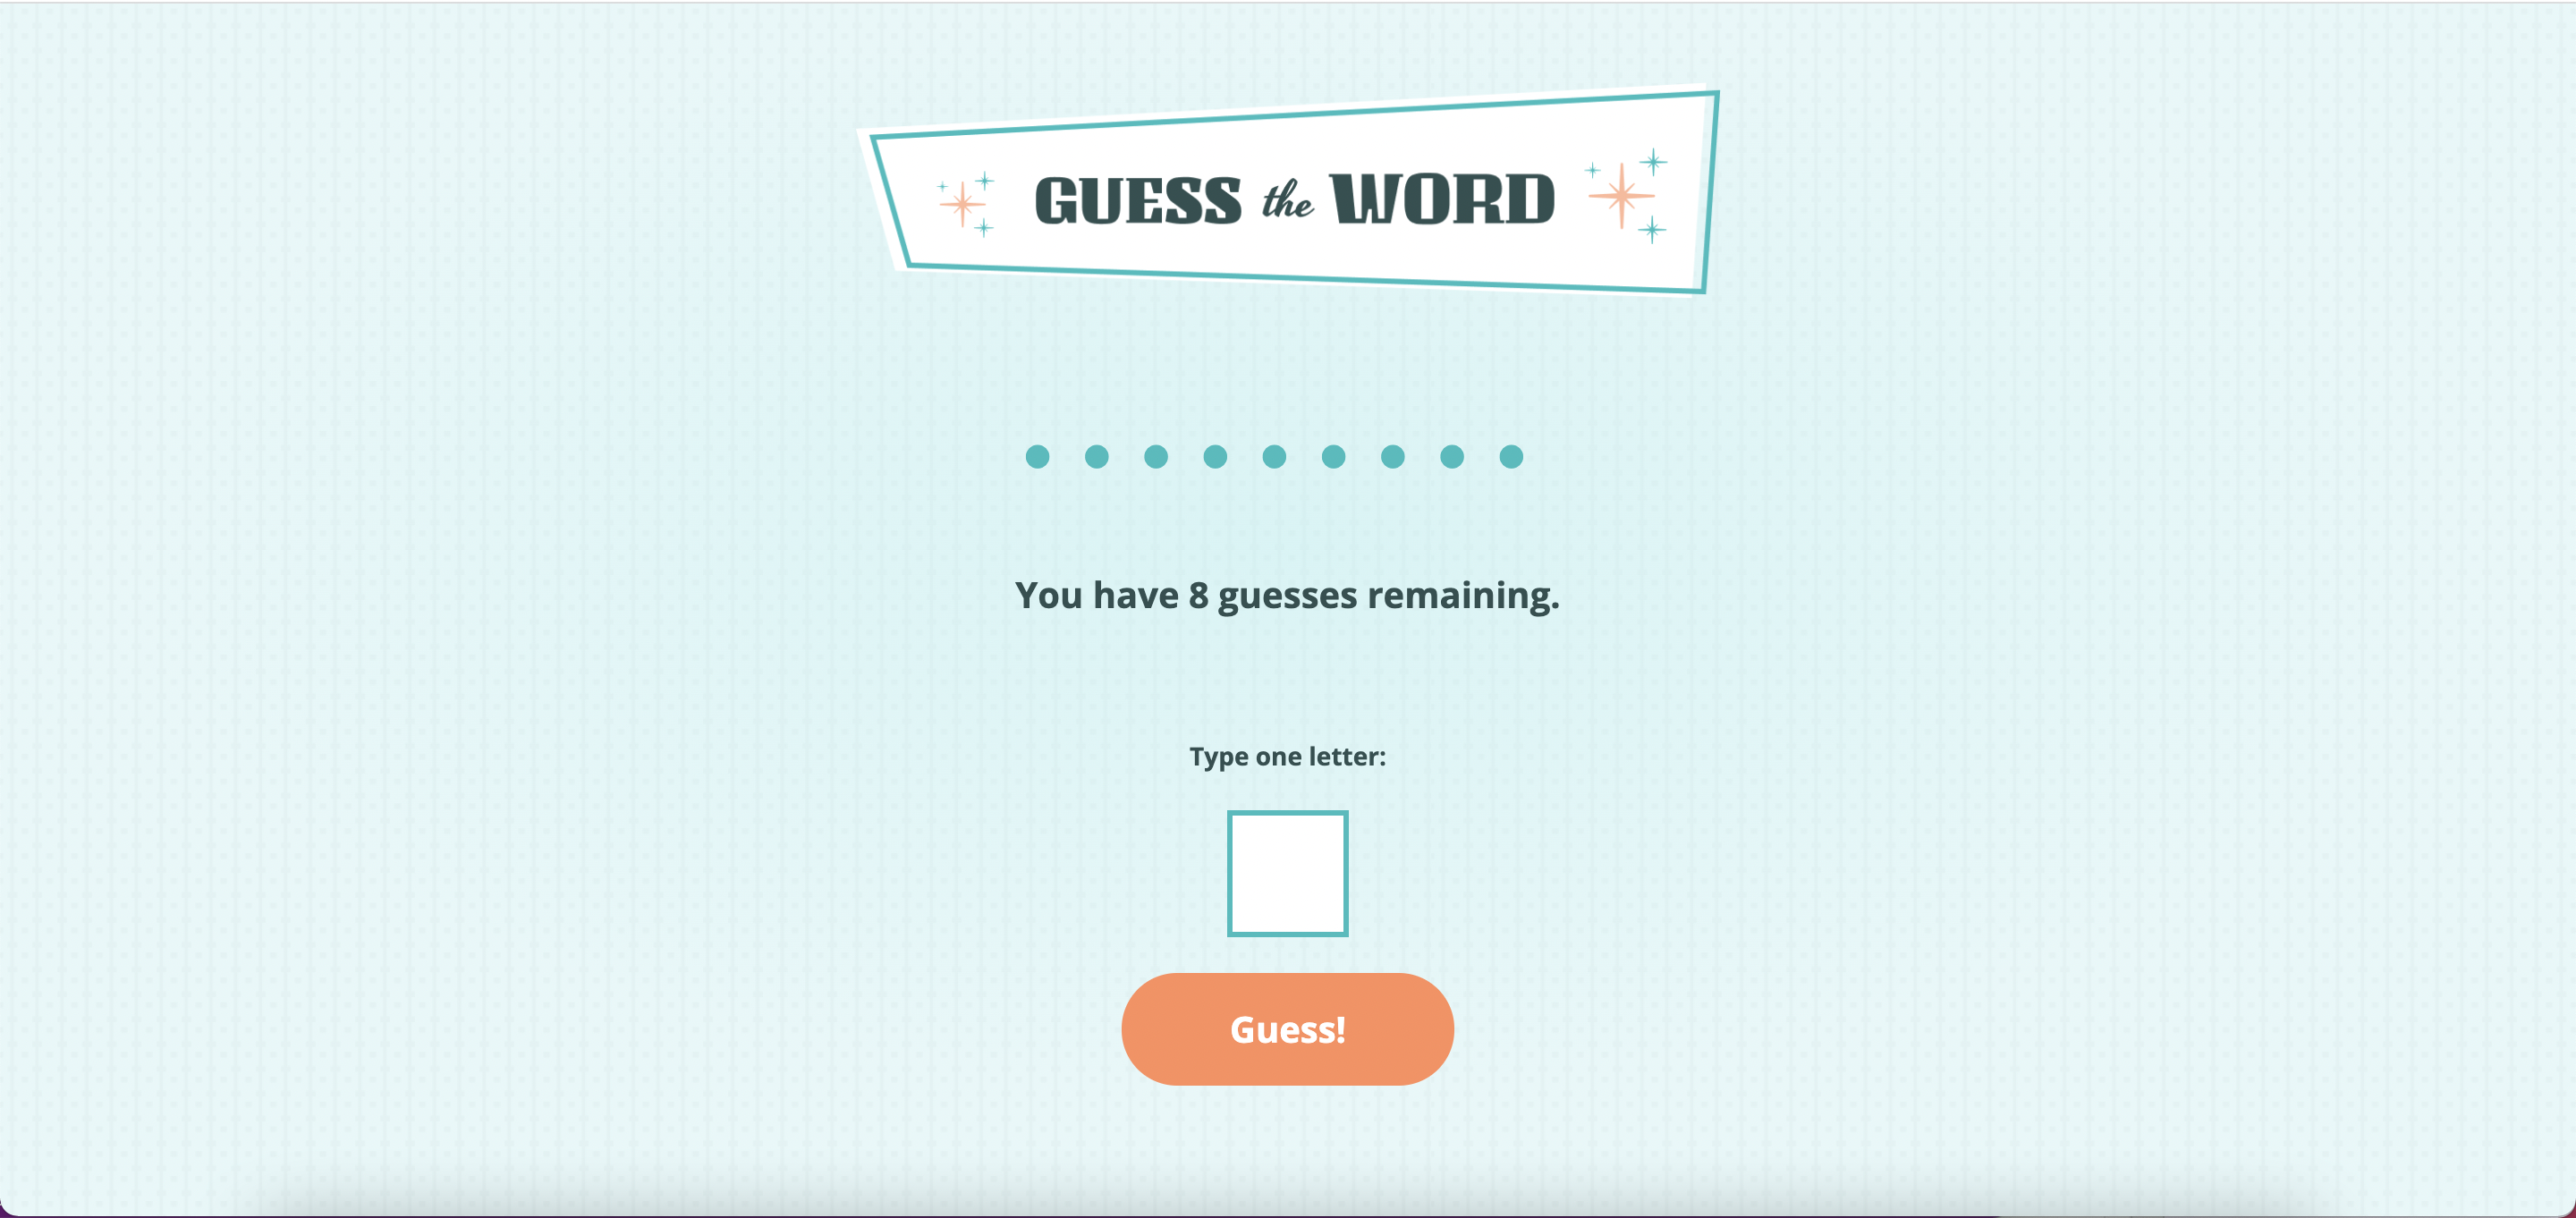 GUESS the WORD
● ● ● ● ● ● ● ● ●
You have 8 guesses remaining.
Type one letter:
Guess!